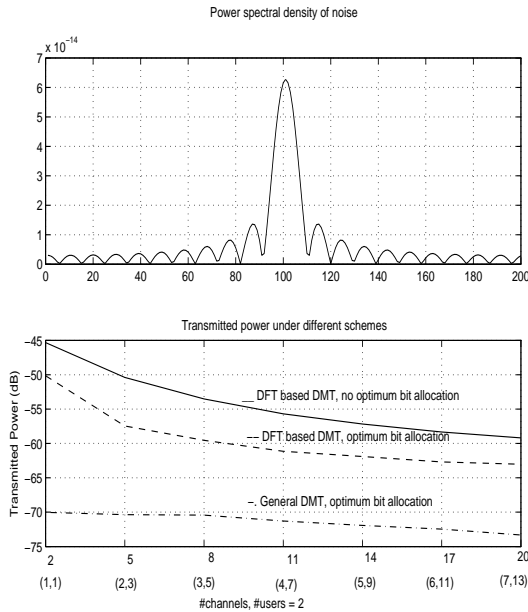 Power spectral density of noise
x 10^-14
7
6
5
4
3
2
1
0
0 20 40 60 80 100 120 140 160 180 200
Transmitted power under different schemes
Transmitted Power (dB)
−45
−50
−55
−60
−65
−70
−75
__ DFT based DMT, no optimum bit allocation
−− DFT based DMT, optimum bit allocation
−. General DMT, optimum bit allocation
2 5 8 11 14 17 20
(1,1) (2,3) (3,5) (4,7) (5,9) (6,11) (7,13)
#channels, #users = 2